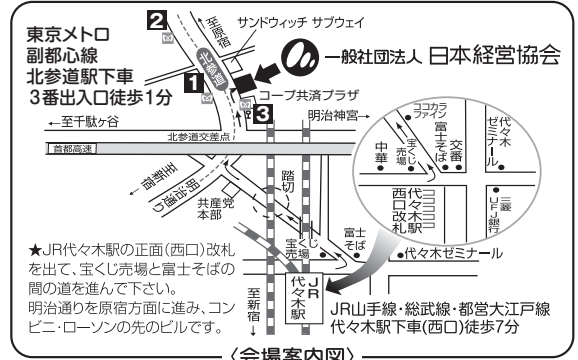 東京メトロ
副都心線
北参道駅下車
3番出入口徒歩1分
2
至原宿
サンドウィッチ サブウェイ
北参道
一般社団法人 日本経営協会
1
3
コープ共済プラザ
明治神宮→
←至千駄ヶ谷
北参道交差点
首都高速
至新宿
明治通り
共産党
本部
踏切
宝くじ
売場
富士
そば
代々木ゼミナール
ココカラ
ファイン
中華
宝くじ
売場
富士そば
交番
代々木
ゼミナール
代々木駅
西口改札
三菱
UFJ銀行
★JR代々木駅の正面(西口)改札
を出て、宝くじ売場と富士そばの
間の道を進んで下さい。
明治通りを原宿方面に進み、コン
ビニ・ローソンの先のビルです。
至新宿
↓
JR
代々木駅
JR山手線・総武線・都営大江戸線
代々木駅下車(西口)徒歩7分
〈会場案内図〉